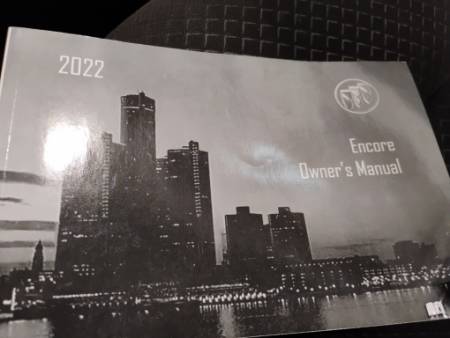 2022
Encore
Owner's Manual